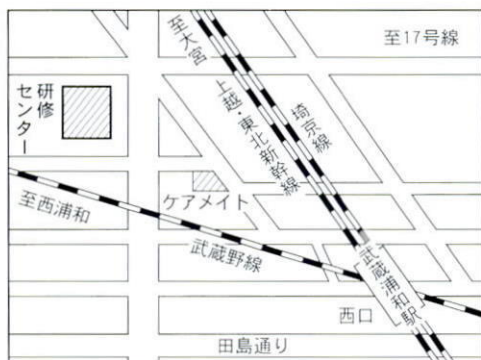 至大宮
至17号線
上越・東北新幹線
埼京線
研修
センター
ケアメイト
至西浦和
武蔵野線
武蔵浦和駅
西口
田島通り